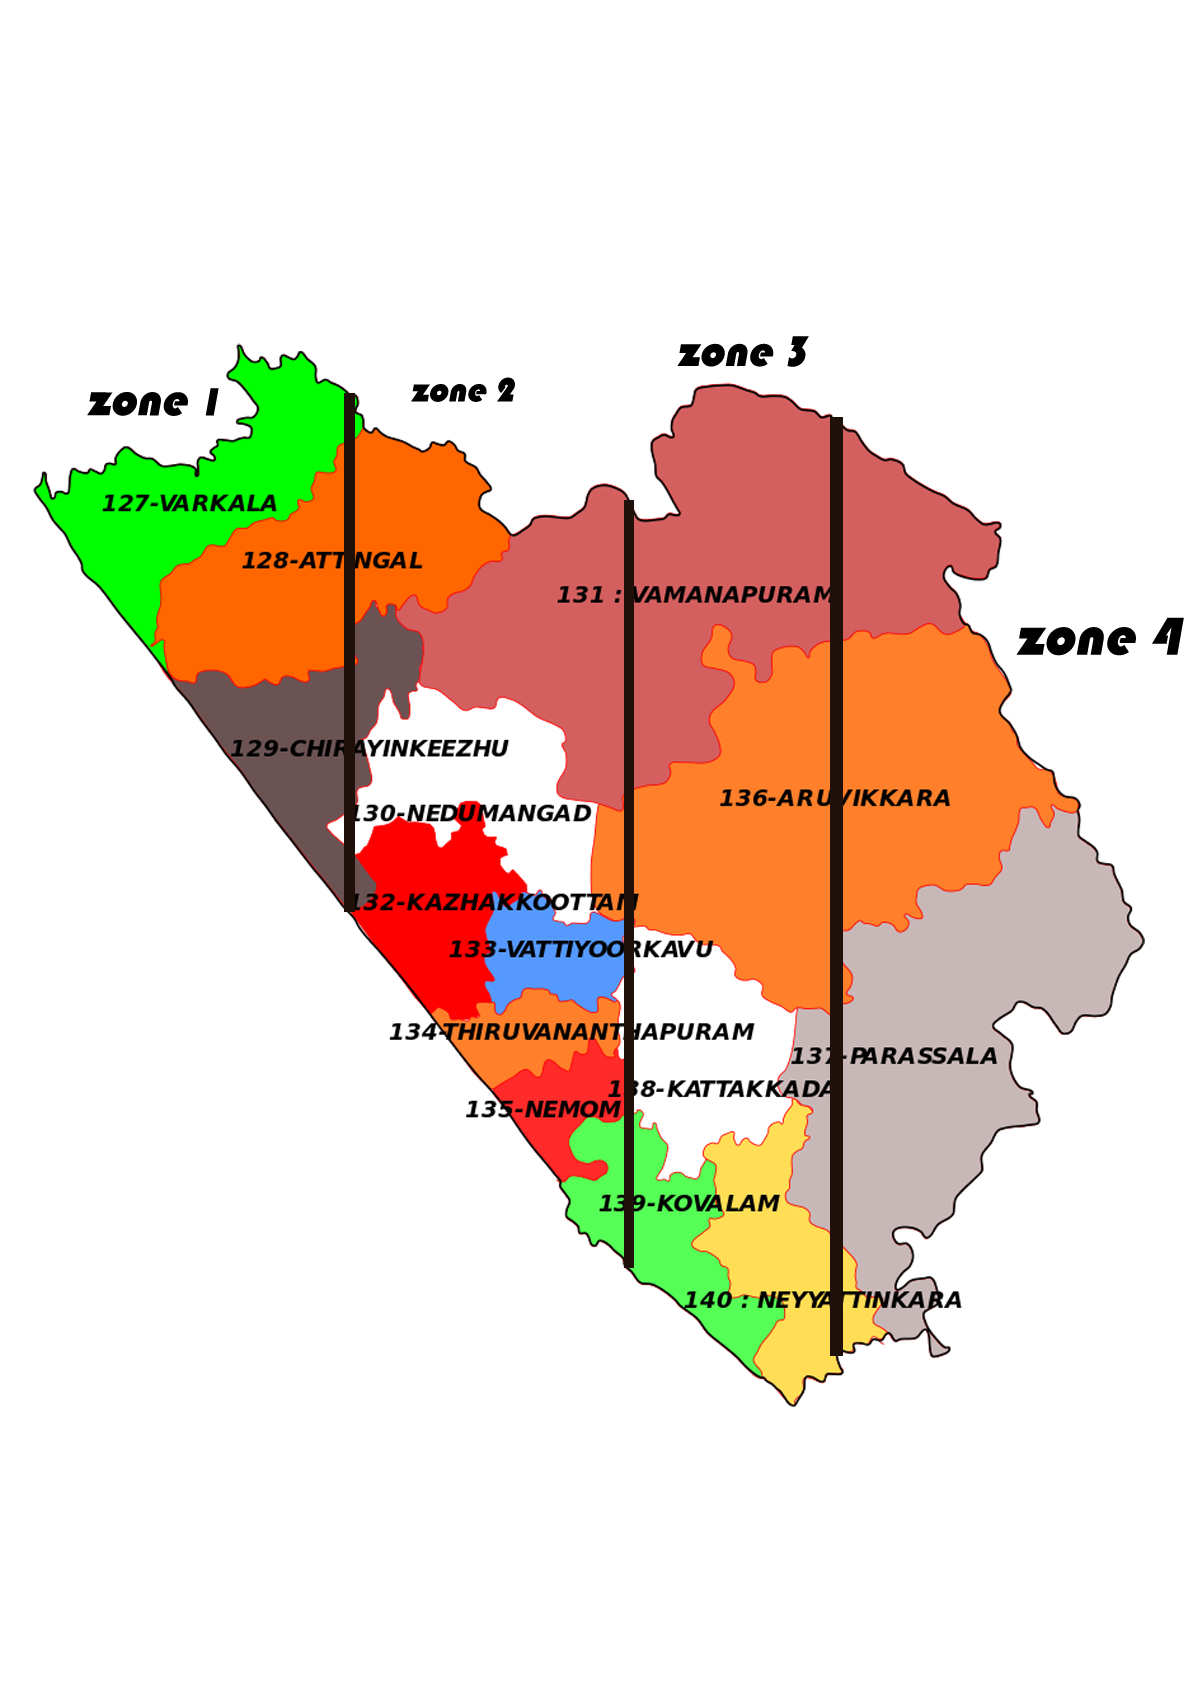 zone 3
zone 1
zone 2
127-VARKALA
128-ATTINGAL
131 : VAMANAPURAM
zone 4
129-CHIRAYINKEEZHU
136-ARUVIKKARA
130-NEDUMANGAD
132-KAZHAKKOOTTAM
133-VATTIYOORKAVU
134-THIRUVANANTHAPURAM
137-PARASSALA
138-KATTAKKADA
135-NEMOM
139-KOVALAM
140 : NEYYATTINKARA